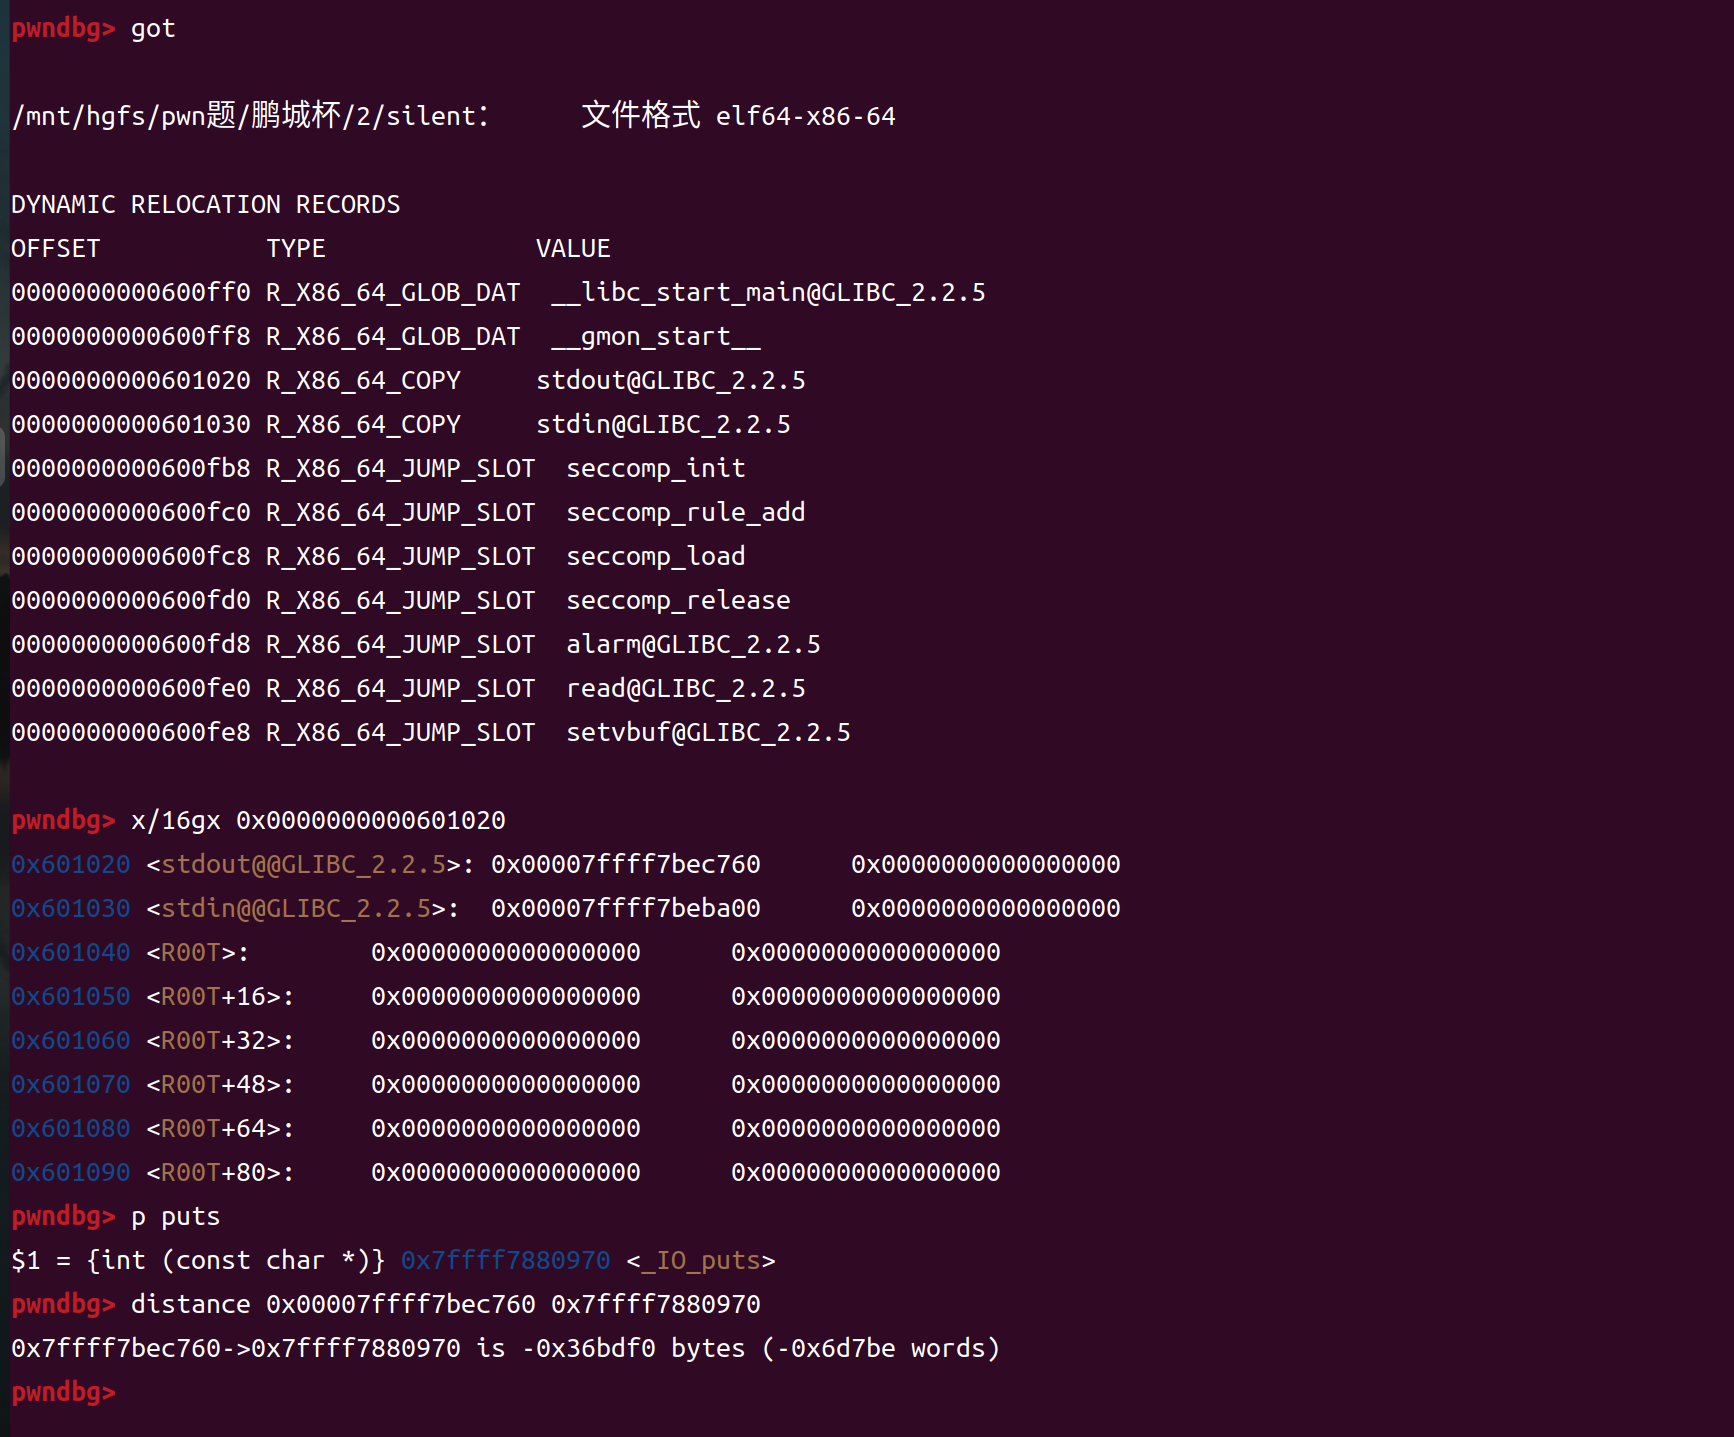 pwndbg> got
/mnt/hgfs/pwn题/鹏城杯/2/silent：     文件格式 elf64-x86-64
DYNAMIC RELOCATION RECORDS
OFFSET           TYPE              VALUE
0000000000600ff0 R_X86_64_GLOB_DAT  __libc_start_main@GLIBC_2.2.5
0000000000600ff8 R_X86_64_GLOB_DAT  __gmon_start__
0000000000601020 R_X86_64_COPY     stdout@GLIBC_2.2.5
0000000000601030 R_X86_64_COPY     stdin@GLIBC_2.2.5
0000000000600fb8 R_X86_64_JUMP_SLOT  seccomp_init
0000000000600fc0 R_X86_64_JUMP_SLOT  seccomp_rule_add
0000000000600fc8 R_X86_64_JUMP_SLOT  seccomp_load
0000000000600fd0 R_X86_64_JUMP_SLOT  seccomp_release
0000000000600fd8 R_X86_64_JUMP_SLOT  alarm@GLIBC_2.2.5
0000000000600fe0 R_X86_64_JUMP_SLOT  read@GLIBC_2.2.5
0000000000600fe8 R_X86_64_JUMP_SLOT  setvbuf@GLIBC_2.2.5
pwndbg> x/16gx 0x0000000000601020
0x601020 <stdout@@GLIBC_2.2.5>: 0x00007ffff7bec760      0x0000000000000000
0x601030 <stdin@@GLIBC_2.2.5>:  0x00007ffff7beba00      0x0000000000000000
0x601040 <R00T>:        0x0000000000000000      0x0000000000000000
0x601050 <R00T+16>:     0x0000000000000000      0x0000000000000000
0x601060 <R00T+32>:     0x0000000000000000      0x0000000000000000
0x601070 <R00T+48>:     0x0000000000000000      0x0000000000000000
0x601080 <R00T+64>:     0x0000000000000000      0x0000000000000000
0x601090 <R00T+80>:     0x0000000000000000      0x0000000000000000
pwndbg> p puts
$1 = {int (const char *)} 0x7ffff7880970 <_IO_puts>
pwndbg> distance 0x00007ffff7bec760 0x7ffff7880970
0x7ffff7bec760->0x7ffff7880970 is -0x36bdf0 bytes (-0x6d7be words)
pwndbg>